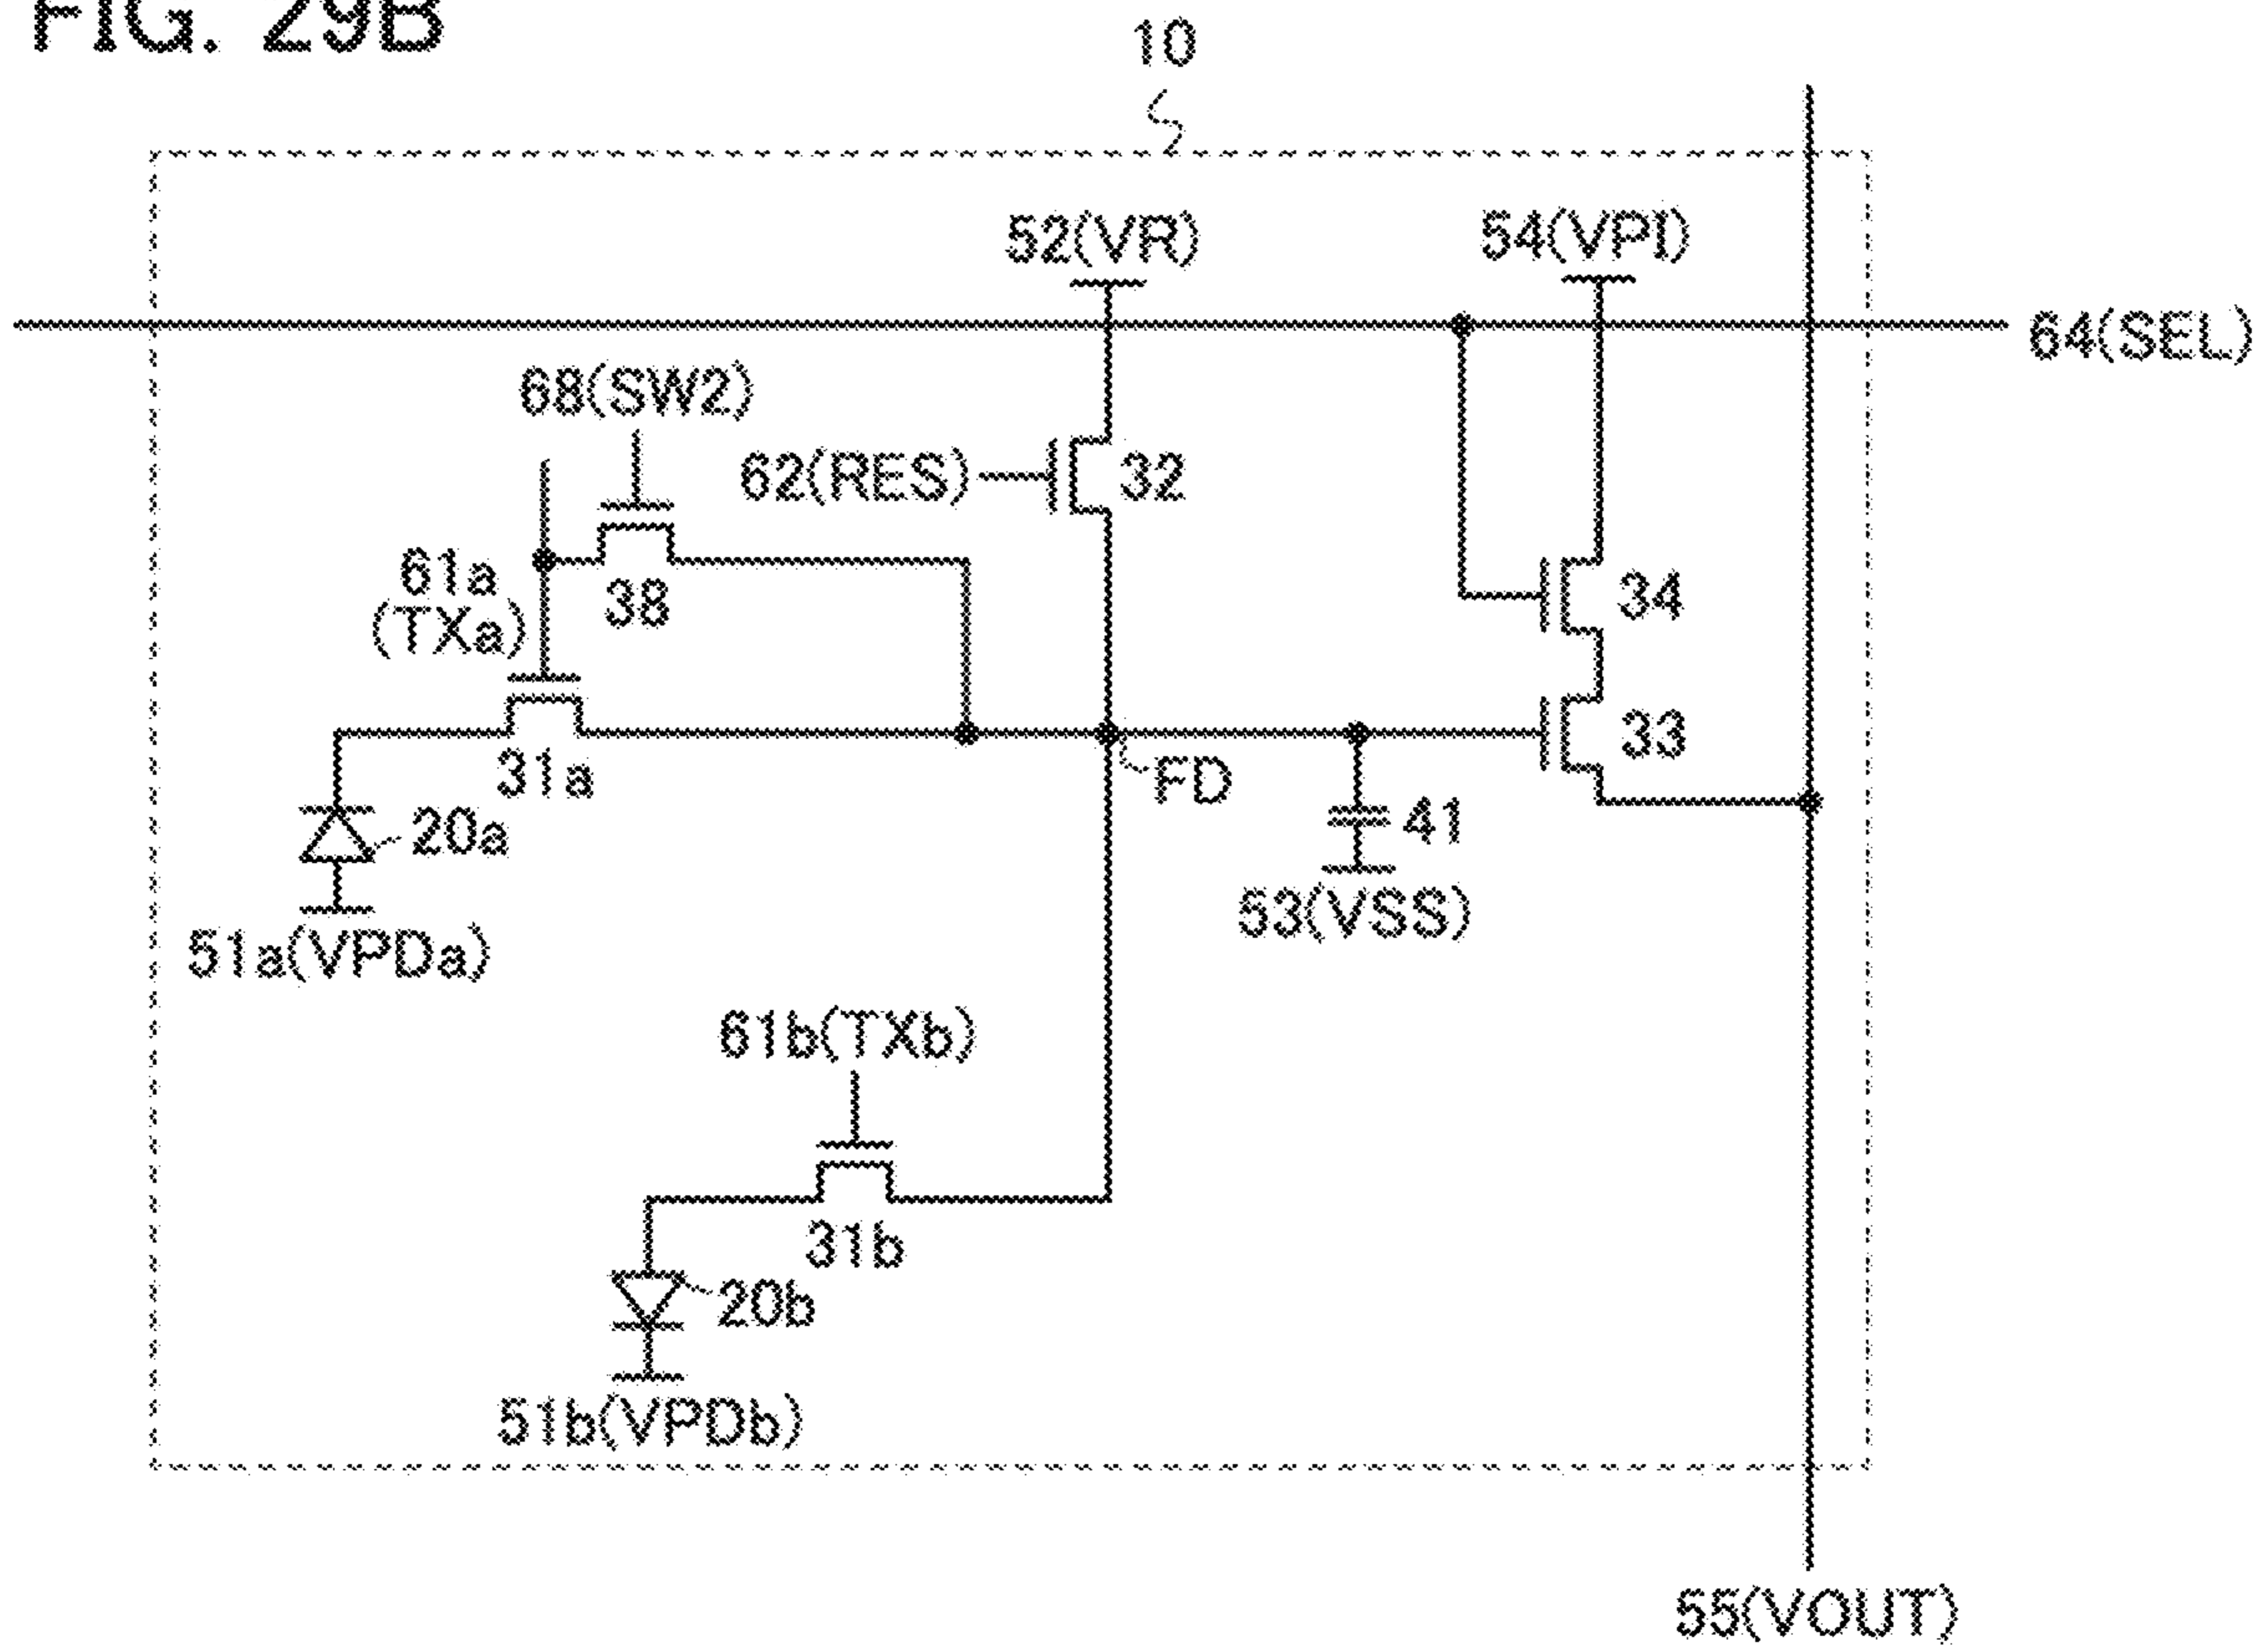 FIG. 29B
10
52(VR)
54(VPI)
64(SEL)
68(SW2)
62(RES)
32
61a
(TXa)
38
34
31a
33
FD
20a
41
53(VSS)
51a(VPDa)
61b(TXb)
31b
20b
51b(VPDb)
55(VOUT)